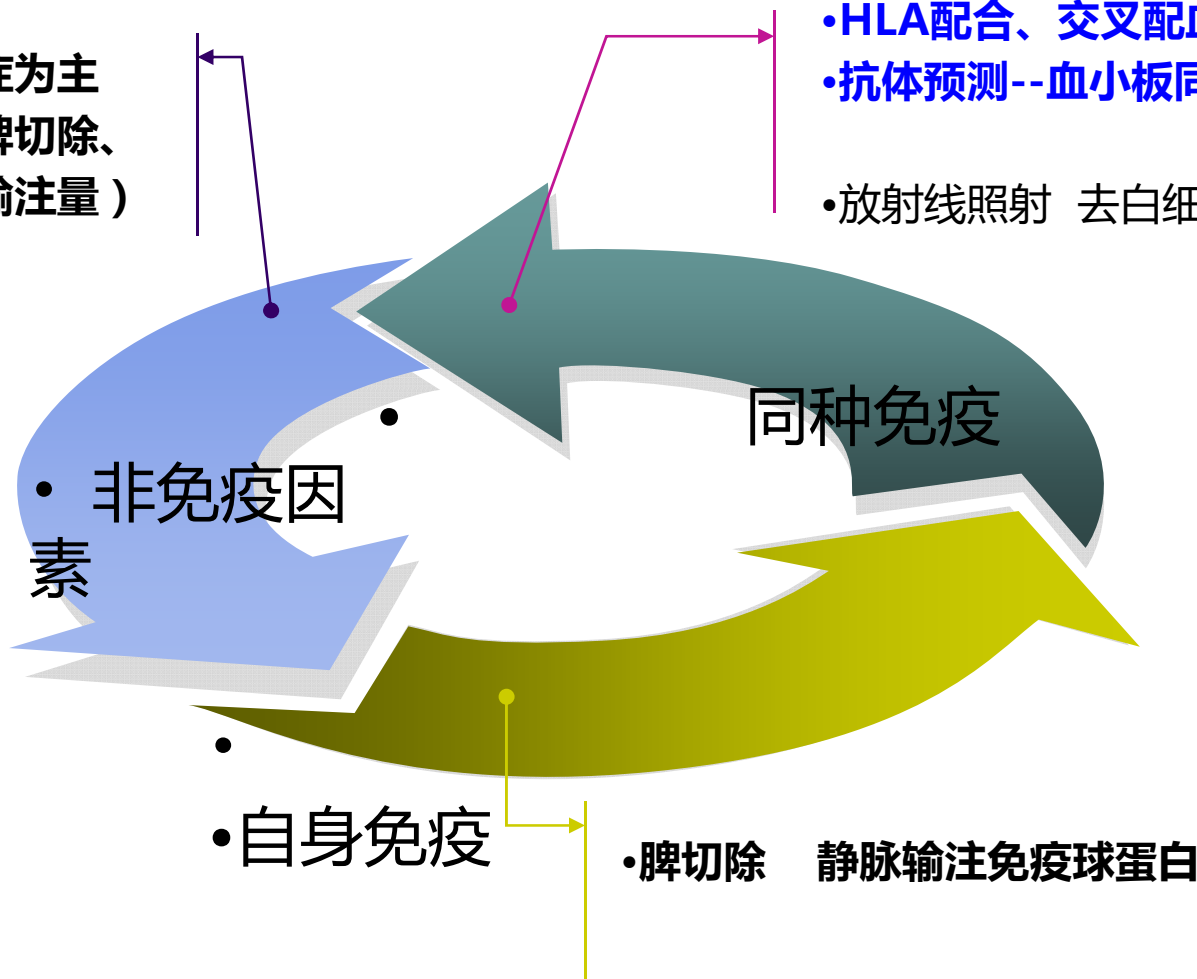 •HLA配合、交叉配血
症为主
•抗体预测--血小板同
脾切除、
输注量）
•放射线照射 去白细
同种免疫
• 非免疫因
素
•自身免疫
•脾切除 静脉输注免疫球蛋白